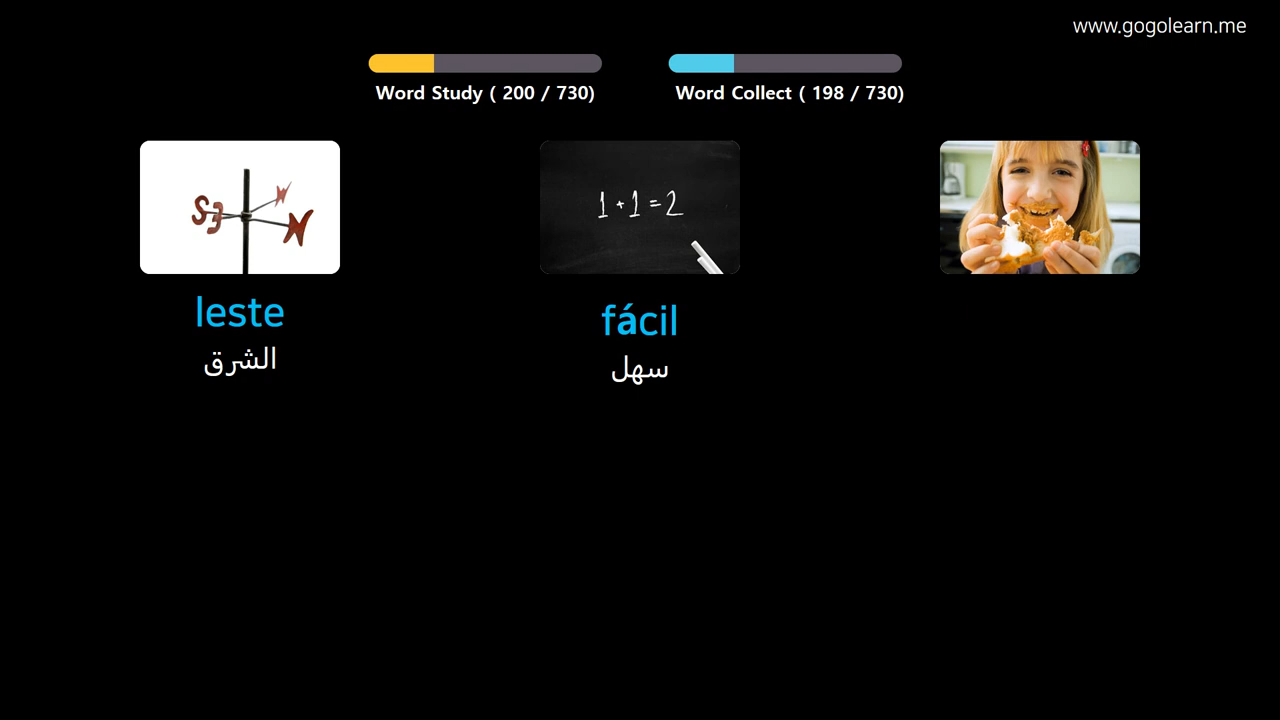 www.gogolearn.me
Word Study ( 200 / 730)
Word Collect ( 198 / 730)
S E N
1 + 1 = 2
leste
الشرق
fácil
سهل